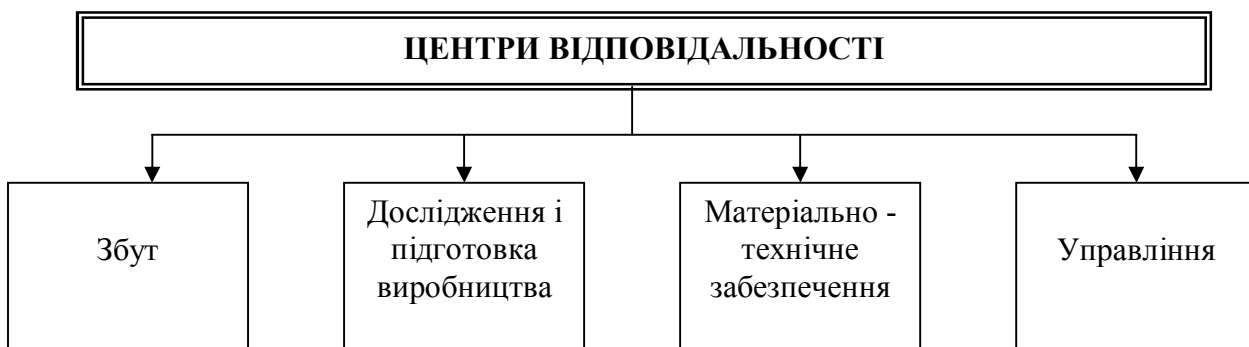 ЦЕНТРИ ВІДПОВІДАЛЬНОСТІ
Збут
Дослідження і
підготовка
виробництва
Матеріально -
технічне
забезпечення
Управління